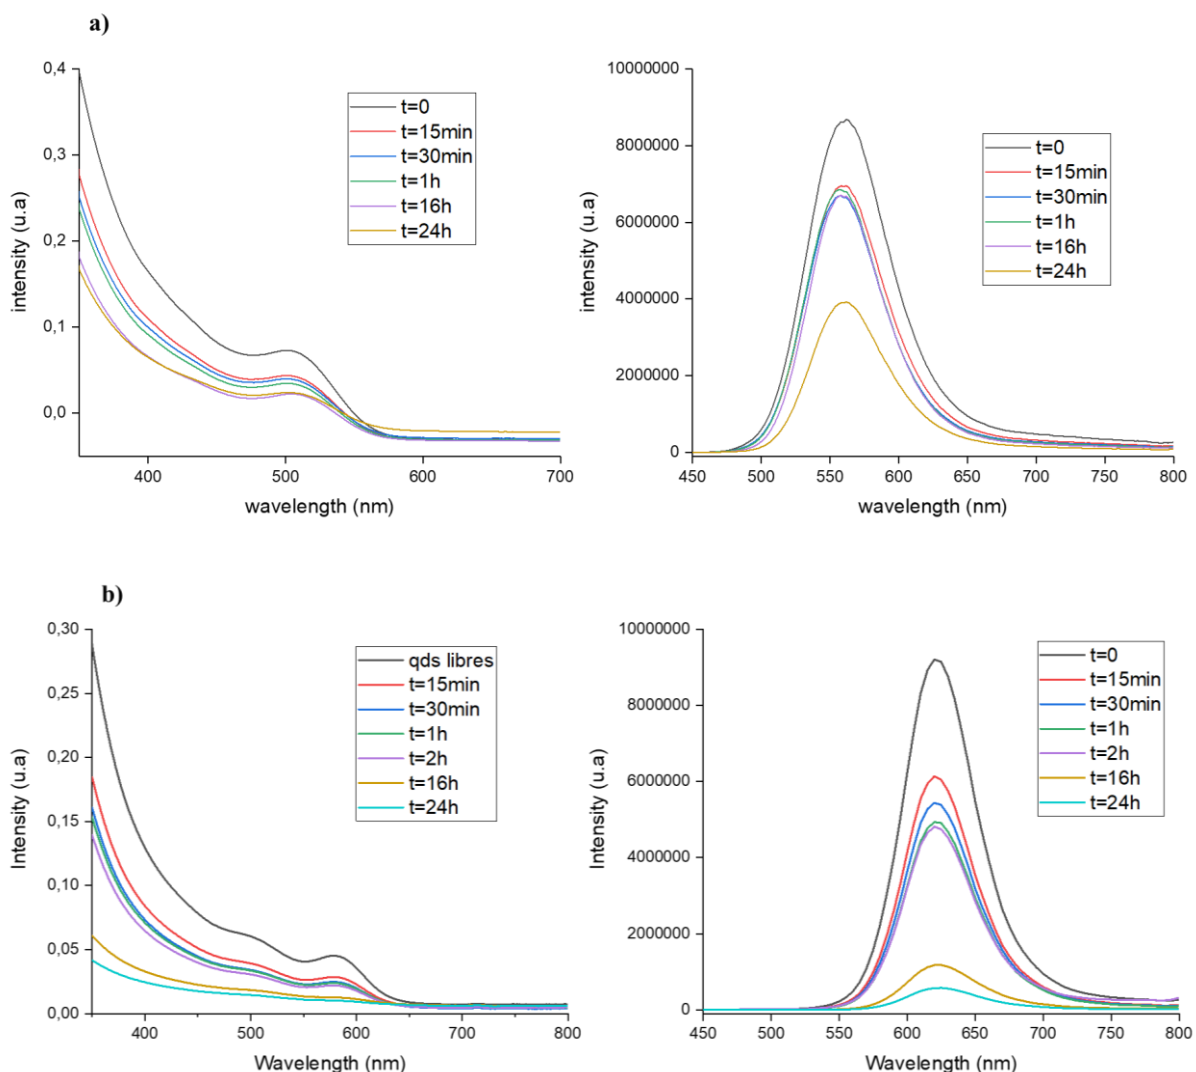 a)
0,4
0,3
0,2
0,1
0,0
intensity (u.a)
400
500
600
700
wavelength (nm)
t=0
t=15min
t=30min
t=1h
t=16h
t=24h
10000000
8000000
6000000
4000000
2000000
0
intensity (u.a)
450
500
550
600
650
700
750
800
wavelength (nm)
t=0
t=15min
t=30min
t=1h
t=16h
t=24h
b)
0,30
0,25
0,20
0,15
0,10
0,05
0,00
Intensity (u.a)
400
500
600
700
800
Wavelength (nm)
qds libres
t=15min
t=30min
t=1h
t=2h
t=16h
t=24h
10000000
8000000
6000000
4000000
2000000
0
Intensity (u.a)
450
500
550
600
650
700
750
800
Wavelength (nm)
t=0
t=15min
t=30min
t=1h
t=2h
t=16h
t=24h